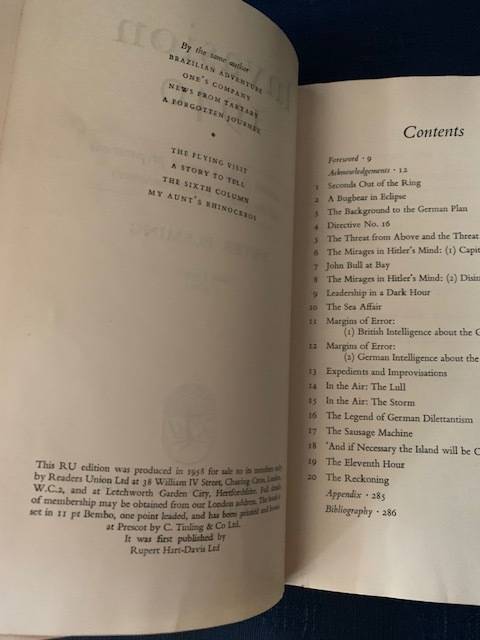 By the same author
BRAZILIAN ADVENTURE
ONE'S COMPANY
NEWS FROM TARTARY
A FORGOTTEN JOURNEY
*
THE FLYING VISIT
A STORY TO TELL
THE SIXTH COLUMN
MY AUNT'S RHINOCEROS
This RU edition was produced in 1958 for sale to its members only
by Readers Union Ltd at 38 William IV Street, Charing Cross, London
W.C.2, and at Letchworth Garden City, Hertfordshire. Full details
of membership may be obtained from our London address. The book is
set in 11 pt Bembo, one point leaded, and has been printed and bound
at Prescot by C. Tinling & Co Ltd.
It was first published by
Rupert Hart-Davis Ltd
Contents
Foreword · 9
Acknowledgements · 12
1 Seconds Out of the Ring
2 A Bugbear in Eclipse
3 The Background to the German Plan
4 Directive No. 16
5 The Threat from Above and the Threat
6 The Mirages in Hitler's Mind: (1) Capit
7 John Bull at Bay
8 The Mirages in Hitler's Mind: (2) Disin
9 Leadership in a Dark Hour
10 The Sea Affair
11 Margins of Error:
(1) British Intelligence about the G
12 Margins of Error:
(2) German Intelligence about the
13 Expedients and Improvisations
14 In the Air: The Lull
15 In the Air: The Storm
16 The Legend of German Dilettantism
17 The Sausage Machine
18 'And if Necessary the Island will be C
19 The Eleventh Hour
20 The Reckoning
Appendix · 285
Bibliography · 286